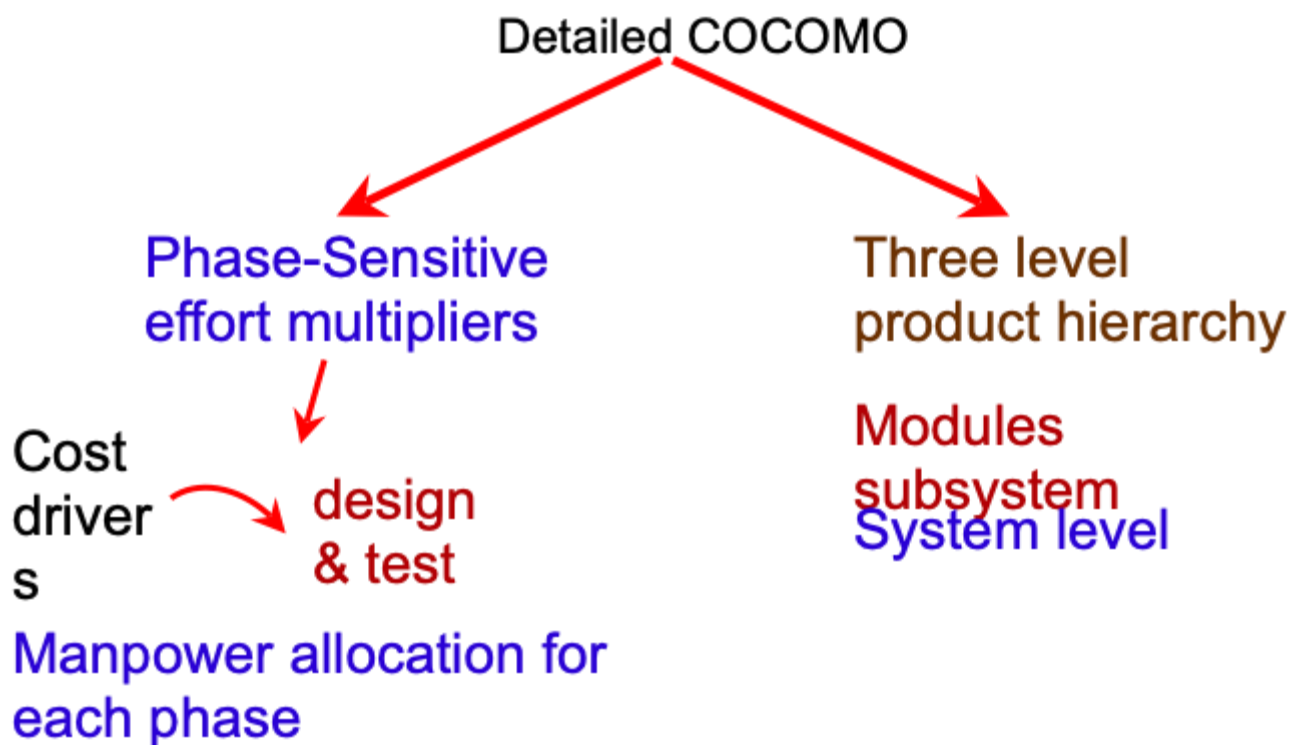 Detailed COCOMO
Phase-Sensitive
effort multipliers
Three level
product hierarchy
Cost
driver
s
design
& test
Modules
subsystem
System level
Manpower allocation for
each phase